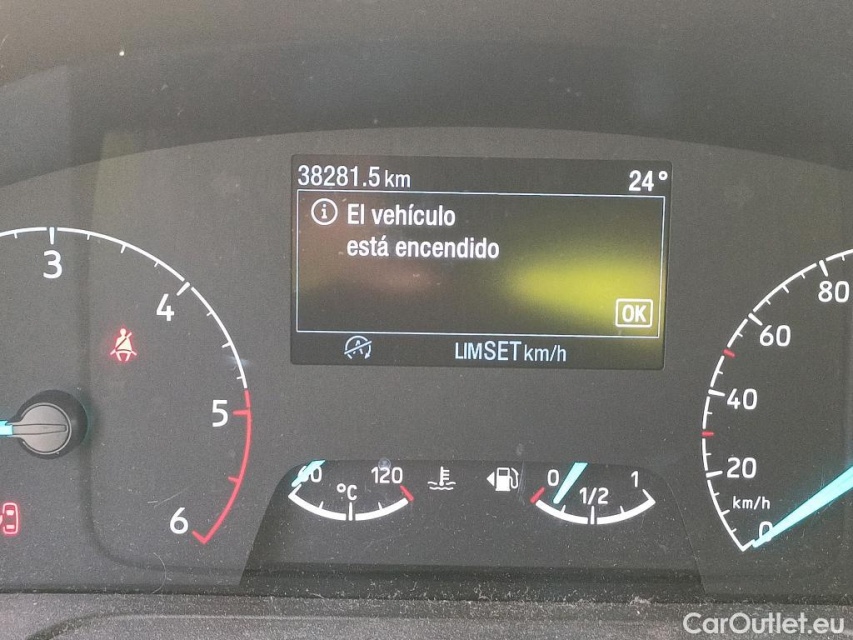 38281.5 km
24°
El vehículo
está encendido
OK
LIMSET km/h
3
4
5
6
120
°C
0
1/2
1
80
60
40
20
km/h
0
CarOutlet.eu